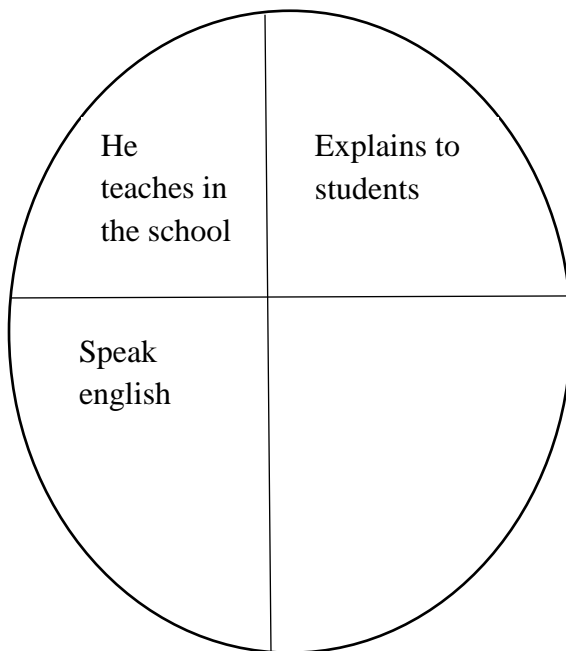 He
teaches in
the school
Explains to
students
Speak
english